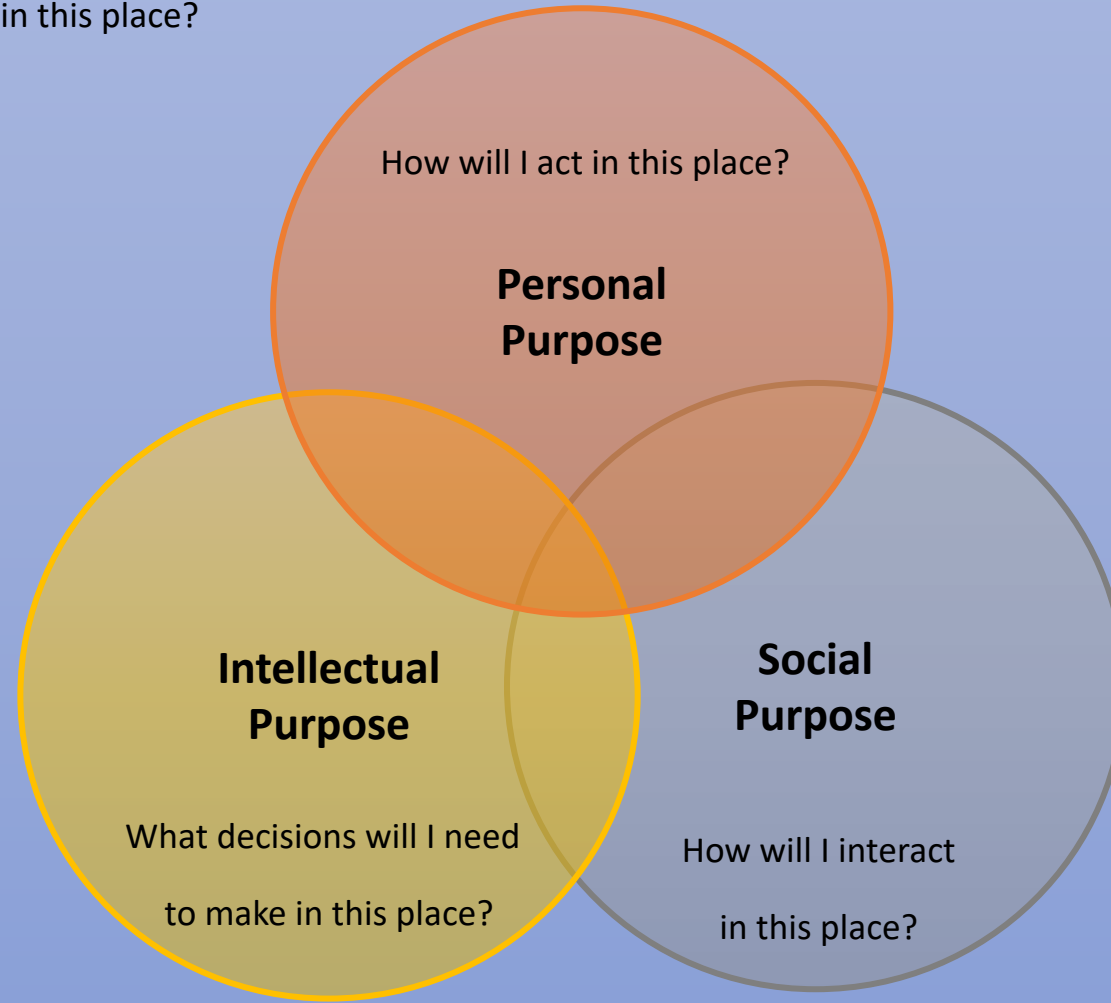 in this place?
How will I act in this place?
Personal
Purpose
Intellectual
Purpose
What decisions will I need
to make in this place?
Social
Purpose
How will I interact
in this place?